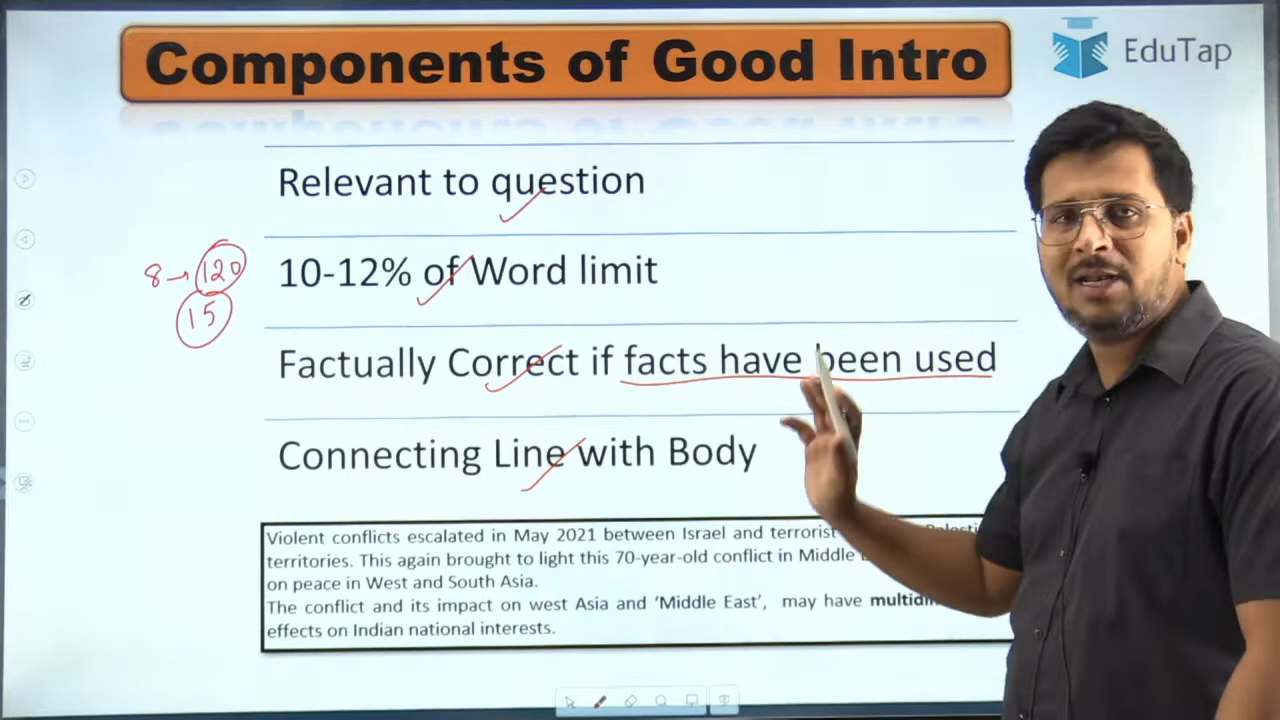 Components of Good Intro
EduTap
Relevant to question
8 → 120
10-12% of Word limit
15
Factually Correct if facts have been used
Connecting Line with Body
Violent conflicts escalated in May 2021 between Israel and terrorist
territories. This again brought to light this 70-year-old conflict in Middle
on peace in West and South Asia.
The conflict and its impact on west Asia and ‘Middle East’, may have
effects on Indian national interests.